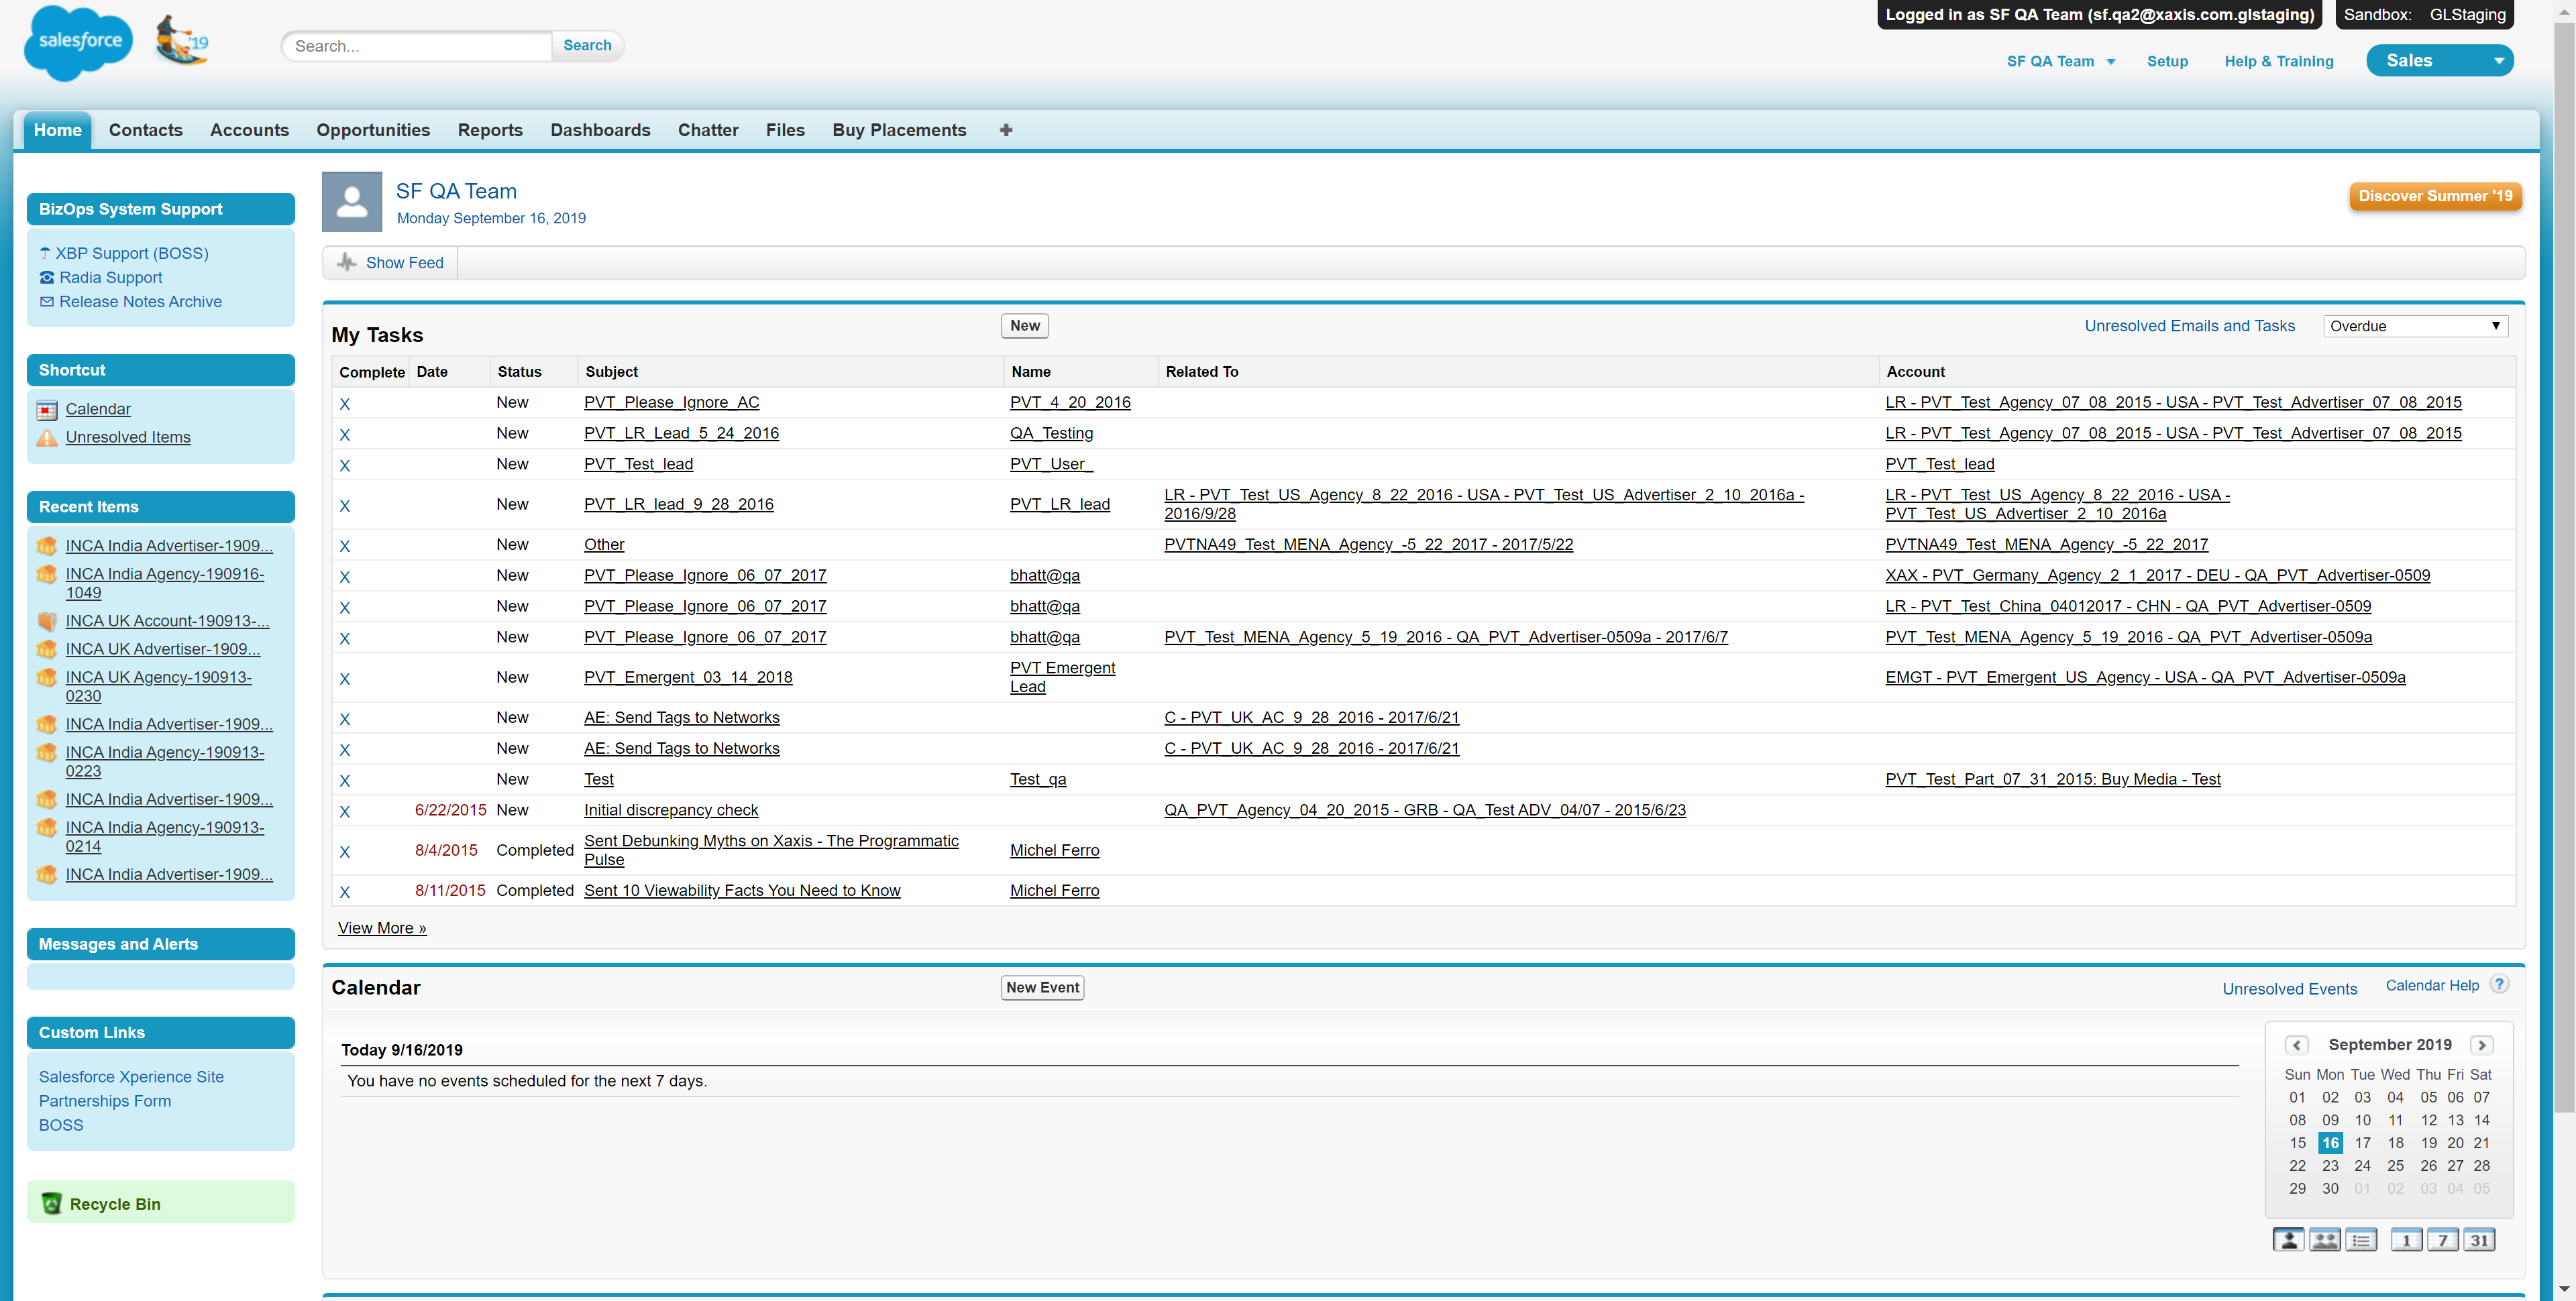 salesforce
'19
Search...
Search
Logged in as SF QA Team (sf.qa2@xaxis.com.glstaging)
Sandbox: GLStaging
SF QA Team
Setup
Help & Training
Sales
Home
Contacts
Accounts
Opportunities
Reports
Dashboards
Chatter
Files
Buy Placements
BizOps System Support
XBP Support (BOSS)
Radia Support
Release Notes Archive
Shortcut
Calendar
Unresolved Items
Recent Items
INCA India Advertiser-1909...
INCA India Agency-190916-
1049
INCA UK Account-190913-...
INCA UK Advertiser-1909...
INCA UK Agency-190913-
0230
INCA India Advertiser-1909...
INCA India Agency-190913-
0223
INCA India Advertiser-1909...
INCA India Agency-190913-
0214
INCA India Advertiser-1909...
Messages and Alerts
Custom Links
Salesforce Xperience Site
Partnerships Form
BOSS
Recycle Bin
SF QA Team
Monday September 16, 2019
Discover Summer '19
Show Feed
My Tasks
New
Unresolved Emails and Tasks
Overdue
Complete Date Status Subject Name Related To Account
X New PVT_Please_Ignore_AC PVT_4_20_2016 LR - PVT_Test_Agency_07_08_2015 - USA - PVT_Test_Advertiser_07_08_2015
X New PVT_LR_Lead_5_24_2016 QA_Testing LR - PVT_Test_Agency_07_08_2015 - USA - PVT_Test_Advertiser_07_08_2015
X New PVT_Test_lead PVT_User_ PVT_Test_lead
X New PVT_LR_lead_9_28_2016 PVT_LR_lead LR - PVT_Test_US_Agency_8_22_2016 - USA - PVT_Test_US_Advertiser_2_10_2016a - LR - PVT_Test_US_Agency_8_22_2016 - USA -
2016/9/28 PVT_Test_US_Advertiser_2_10_2016a
X New Other PVTNA49_Test_MENA_Agency_-5_22_2017 - 2017/5/22 PVTNA49_Test_MENA_Agency_-5_22_2017
X New PVT_Please_Ignore_06_07_2017 bhatt@qa XAX - PVT_Germany_Agency_2_1_2017 - DEU - QA_PVT_Advertiser-0509
X New PVT_Please_Ignore_06_07_2017 bhatt@qa LR - PVT_Test_China_04012017 - CHN - QA_PVT_Advertiser-0509
X New PVT_Please_Ignore_06_07_2017 bhatt@qa PVT_Test_MENA_Agency_5_19_2016 - QA_PVT_Advertiser-0509a - 2017/6/7 PVT_Test_MENA_Agency_5_19_2016 - QA_PVT_Advertiser-0509a
X New PVT_Emergent_03_14_2018 PVT Emergent EMGT - PVT_Emergent_US_Agency - USA - QA_PVT_Advertiser-0509a
Lead
X New AE: Send Tags to Networks C - PVT_UK_AC_9_28_2016 - 2017/6/21
X New AE: Send Tags to Networks C - PVT_UK_AC_9_28_2016 - 2017/6/21
X New Test Test_qa PVT_Test_Part_07_31_2015: Buy Media - Test
X 6/22/2015 New Initial discrepancy check QA_PVT_Agency_04_20_2015 - GRB - QA_Test ADV_04/07 - 2015/6/23
X 8/4/2015 Completed Sent Debunking Myths on Xaxis - The Programmatic Michel Ferro
Pulse
X 8/11/2015 Completed Sent 10 Viewability Facts You Need to Know Michel Ferro
View More »
Calendar
New Event
Unresolved Events
Calendar Help ?
Today 9/16/2019
You have no events scheduled for the next 7 days.
September 2019
Sun Mon Tue Wed Thu Fri Sat
01 02 03 04 05 06 07
08 09 10 11 12 13 14
15 16 17 18 19 20 21
22 23 24 25 26 27 28
29 30 01 02 03 04 05
1 7 31